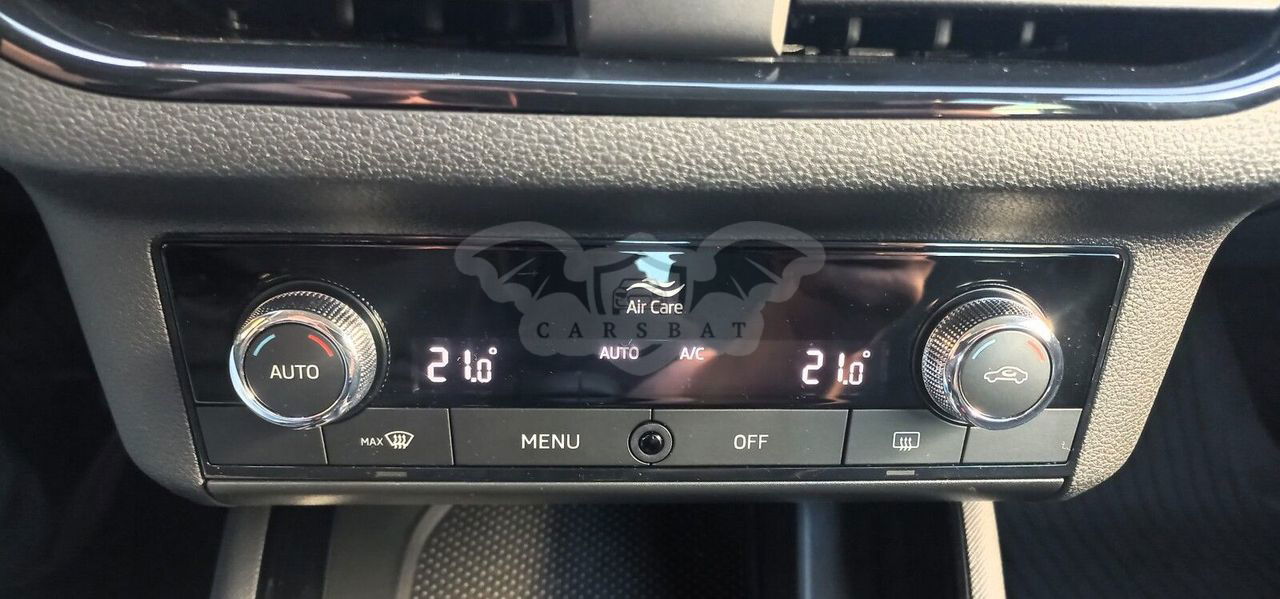 Air Care
CARSBAT
AUTO A/C
21.0° 21.0°
AUTO
MAX MENU OFF